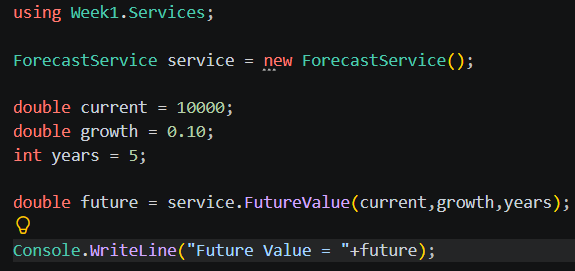 using Week1.Services;
ForecastService service = new ForecastService();
double current = 10000;
double growth = 0.10;
int years = 5;
double future = service.FutureValue(current,growth,years);
Console.WriteLine("Future Value = "+future);